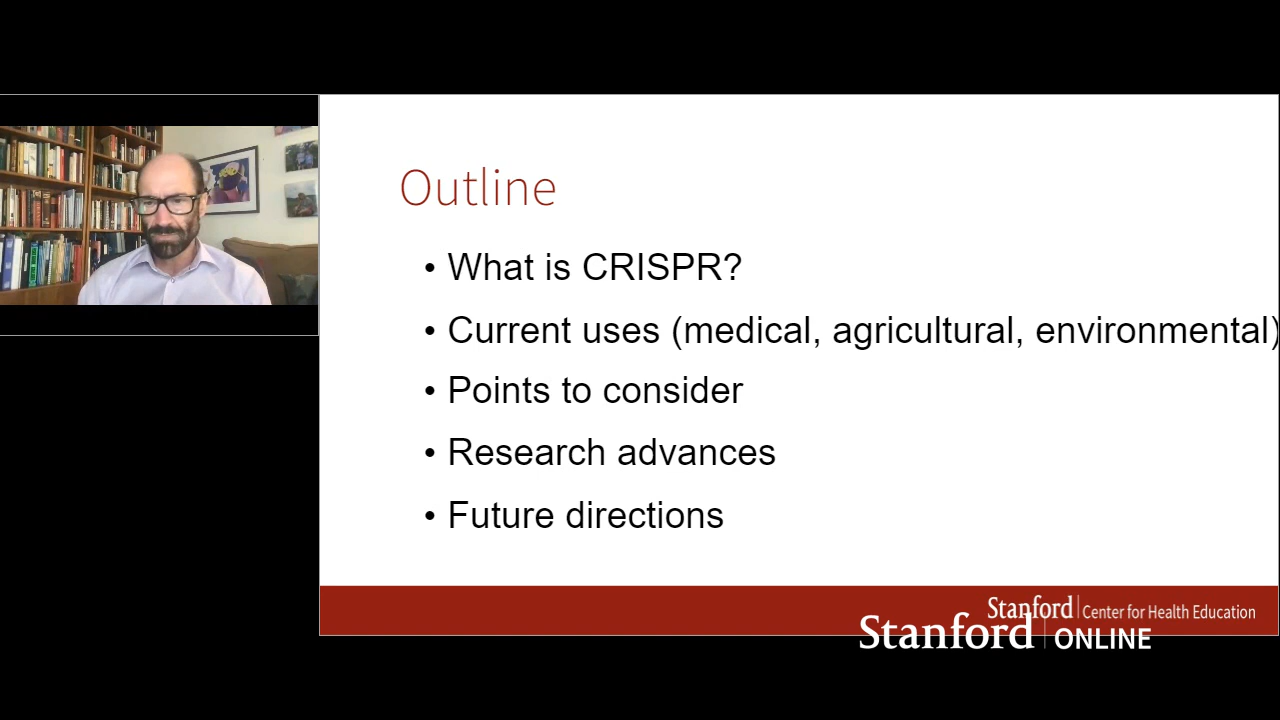 Outline
• What is CRISPR?
• Current uses (medical, agricultural, environmental)
• Points to consider
• Research advances
• Future directions
Stanford | Center for Health Education
Stanford | ONLINE